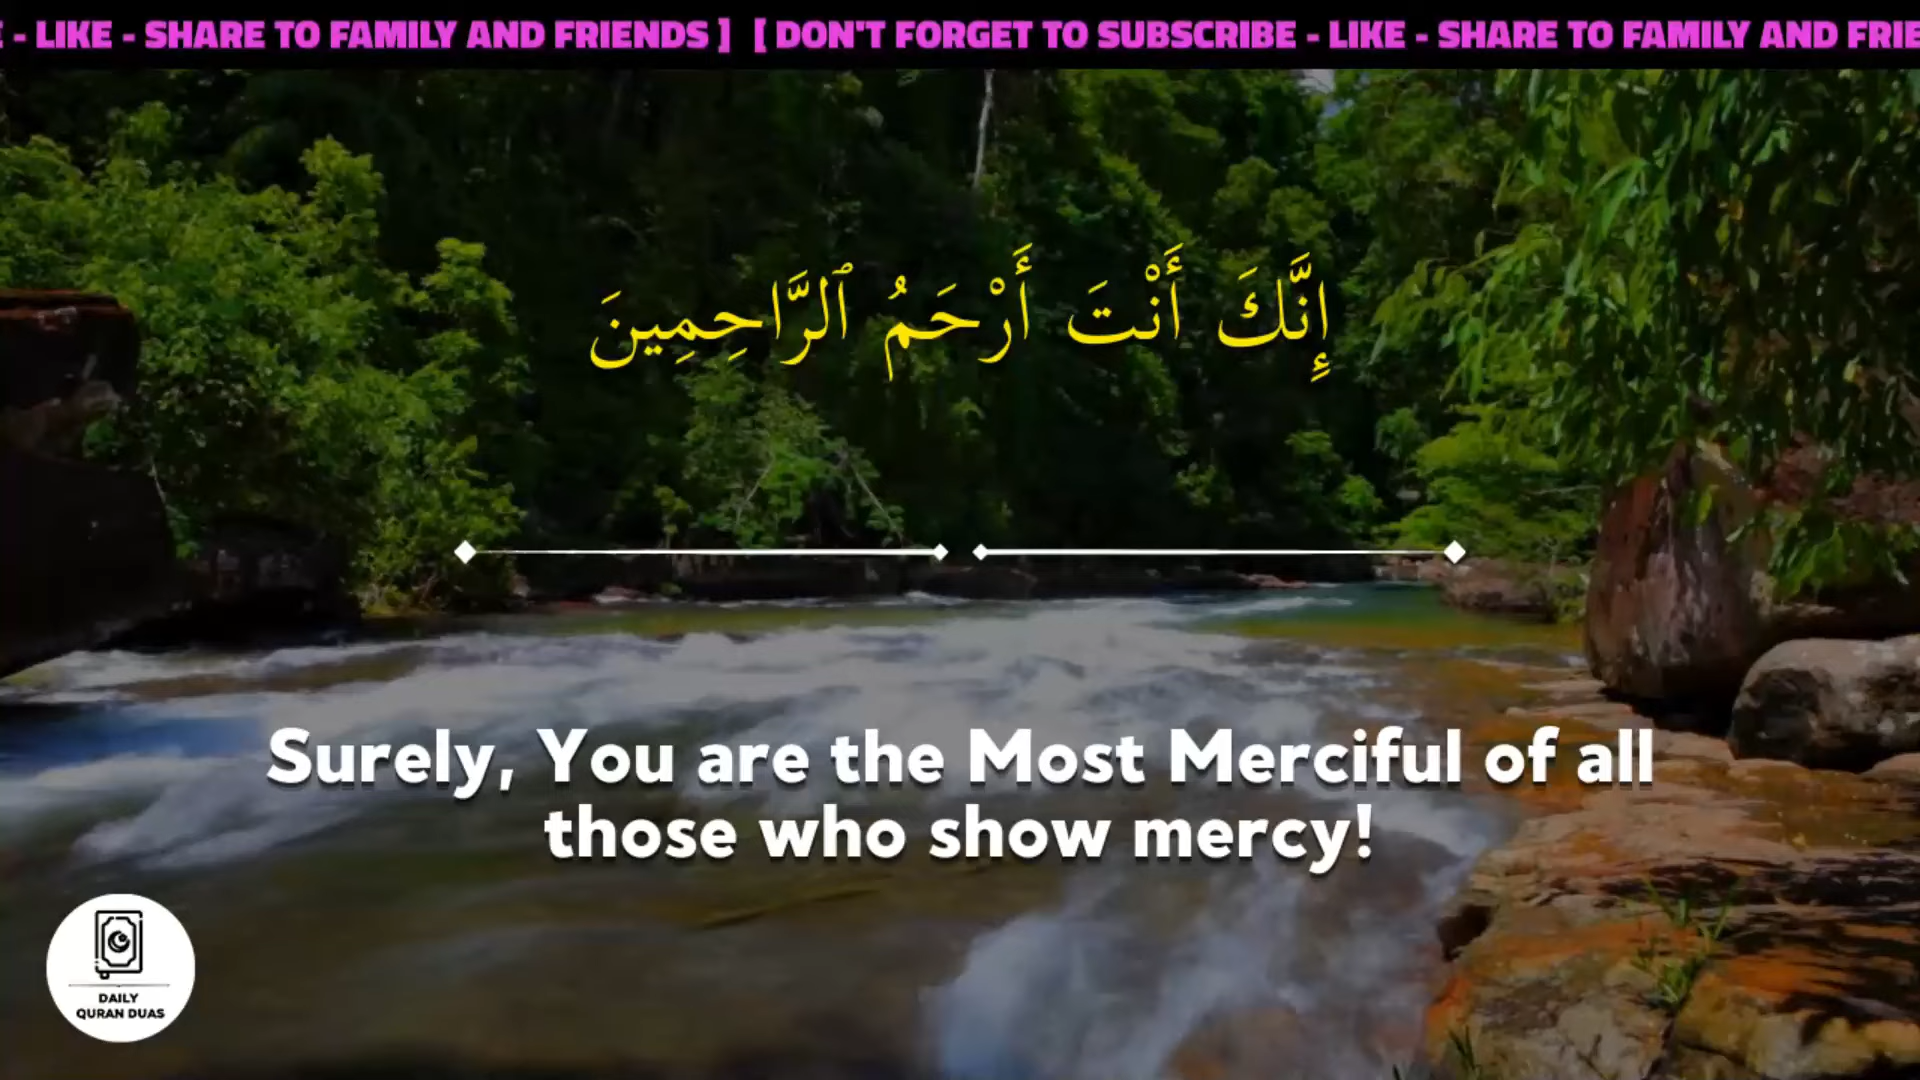 E - LIKE - SHARE TO FAMILY AND FRIENDS ] [ DON'T FORGET TO SUBSCRIBE - LIKE - SHARE TO FAMILY AND FRIE
إِنَّكَ أَنْتَ أَرْحَمُ ٱلرَّاحِمِينَ
Surely, You are the Most Merciful of all
those who show mercy!
DAILY
QURAN DUAS